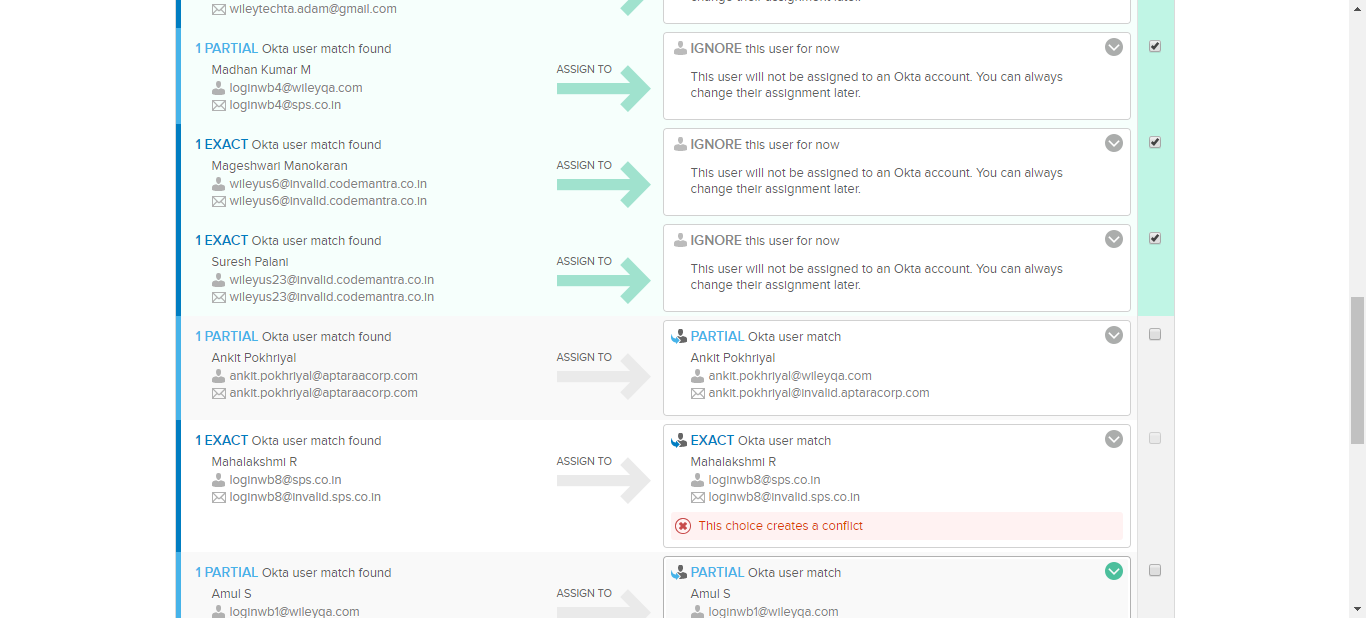 wileytechta.adam@gmail.com
change their assignment later.
1 PARTIAL Okta user match found
Madhan Kumar M
loginwb4@wileyqa.com
loginwb4@sps.co.in
ASSIGN TO
IGNORE this user for now
This user will not be assigned to an Okta account. You can always
change their assignment later.
1 EXACT Okta user match found
Mageshwari Manokaran
wileyus6@invalid.codemantra.co.in
wileyus6@invalid.codemantra.co.in
ASSIGN TO
IGNORE this user for now
This user will not be assigned to an Okta account. You can always
change their assignment later.
1 EXACT Okta user match found
Suresh Palani
wileyus23@invalid.codemantra.co.in
wileyus23@invalid.codemantra.co.in
ASSIGN TO
IGNORE this user for now
This user will not be assigned to an Okta account. You can always
change their assignment later.
1 PARTIAL Okta user match found
Ankit Pokhriyal
ankit.pokhriyal@aptaraacorp.com
ankit.pokhriyal@aptaraacorp.com
ASSIGN TO
PARTIAL Okta user match
Ankit Pokhriyal
ankit.pokhriyal@wileyqa.com
ankit.pokhriyal@invalid.aptaracorp.com
1 EXACT Okta user match found
Mahalakshmi R
loginwb8@sps.co.in
loginwb8@invalid.sps.co.in
ASSIGN TO
EXACT Okta user match
Mahalakshmi R
loginwb8@sps.co.in
loginwb8@invalid.sps.co.in
This choice creates a conflict
1 PARTIAL Okta user match found
Amul S
loginwb1@wileyqa.com
ASSIGN TO
PARTIAL Okta user match
Amul S
loginwb1@wileyqa.com